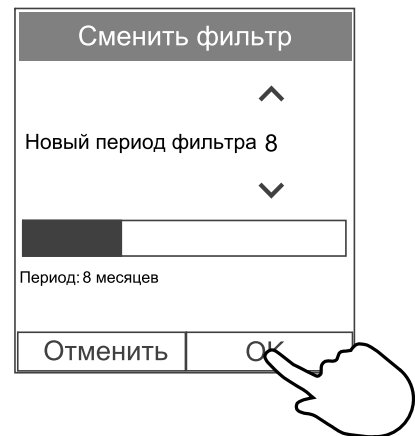 Сменить фильтр
Новый период фильтра 8
Период: 8 месяцев
Отменить OK